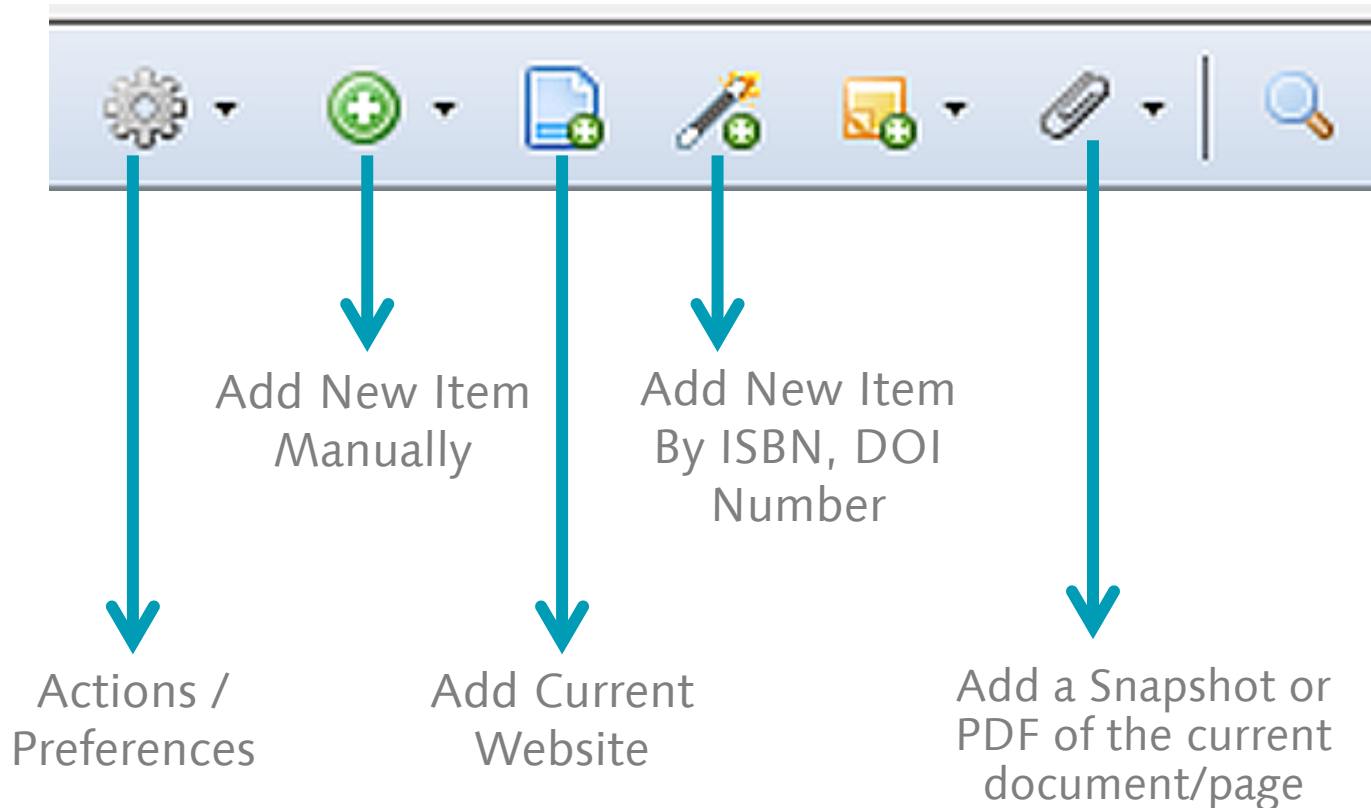 Add New Item
Manually
Add New Item
By ISBN, DOI
Number
Actions /
Preferences
Add Current
Website
Add a Snapshot or
PDF of the current
document/page